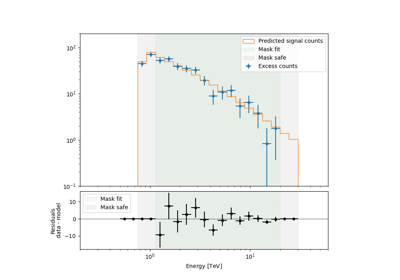 10²
10¹
10⁰
10⁻¹
Predicted signal counts
Mask fit
Mask safe
Excess counts
Residuals
data - model
10
0
−10
Mask fit
Mask safe
10⁰
10¹
Energy [TeV]